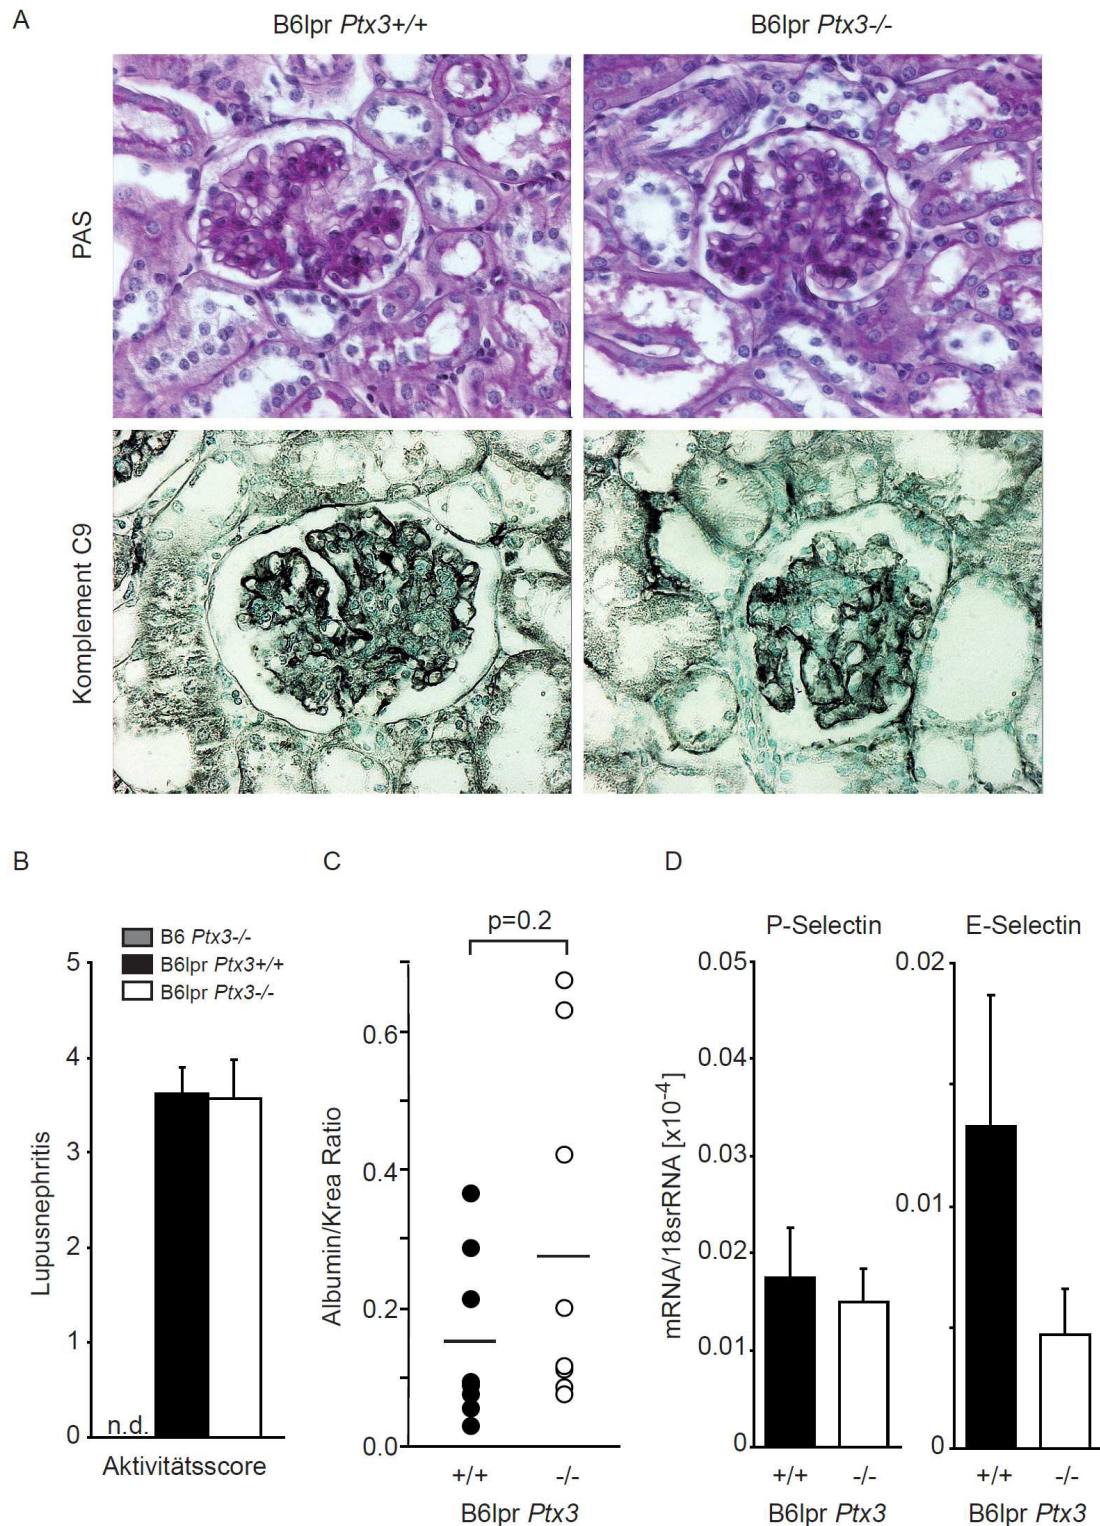 A
B6lpr Ptx3+/+
B6lpr Ptx3-/-
PAS
Komplement C9
B
B6 Ptx3-/-
B6lpr Ptx3+/+
B6lpr Ptx3-/-
Lupusnephritis
5
4
3
2
1
0
n.d.
Aktivitätsscore
C
p=0.2
Albumin/Krea Ratio
0.6
0.4
0.2
0.0
+/+
-/-
B6lpr Ptx3
D
P-Selectin
mRNA/18srRNA [x10-4]
0.05
0.04
0.03
0.02
0.01
0
+/+
-/-
B6lpr Ptx3
E-Selectin
0.02
0.01
0
+/+
-/-
B6lpr Ptx3